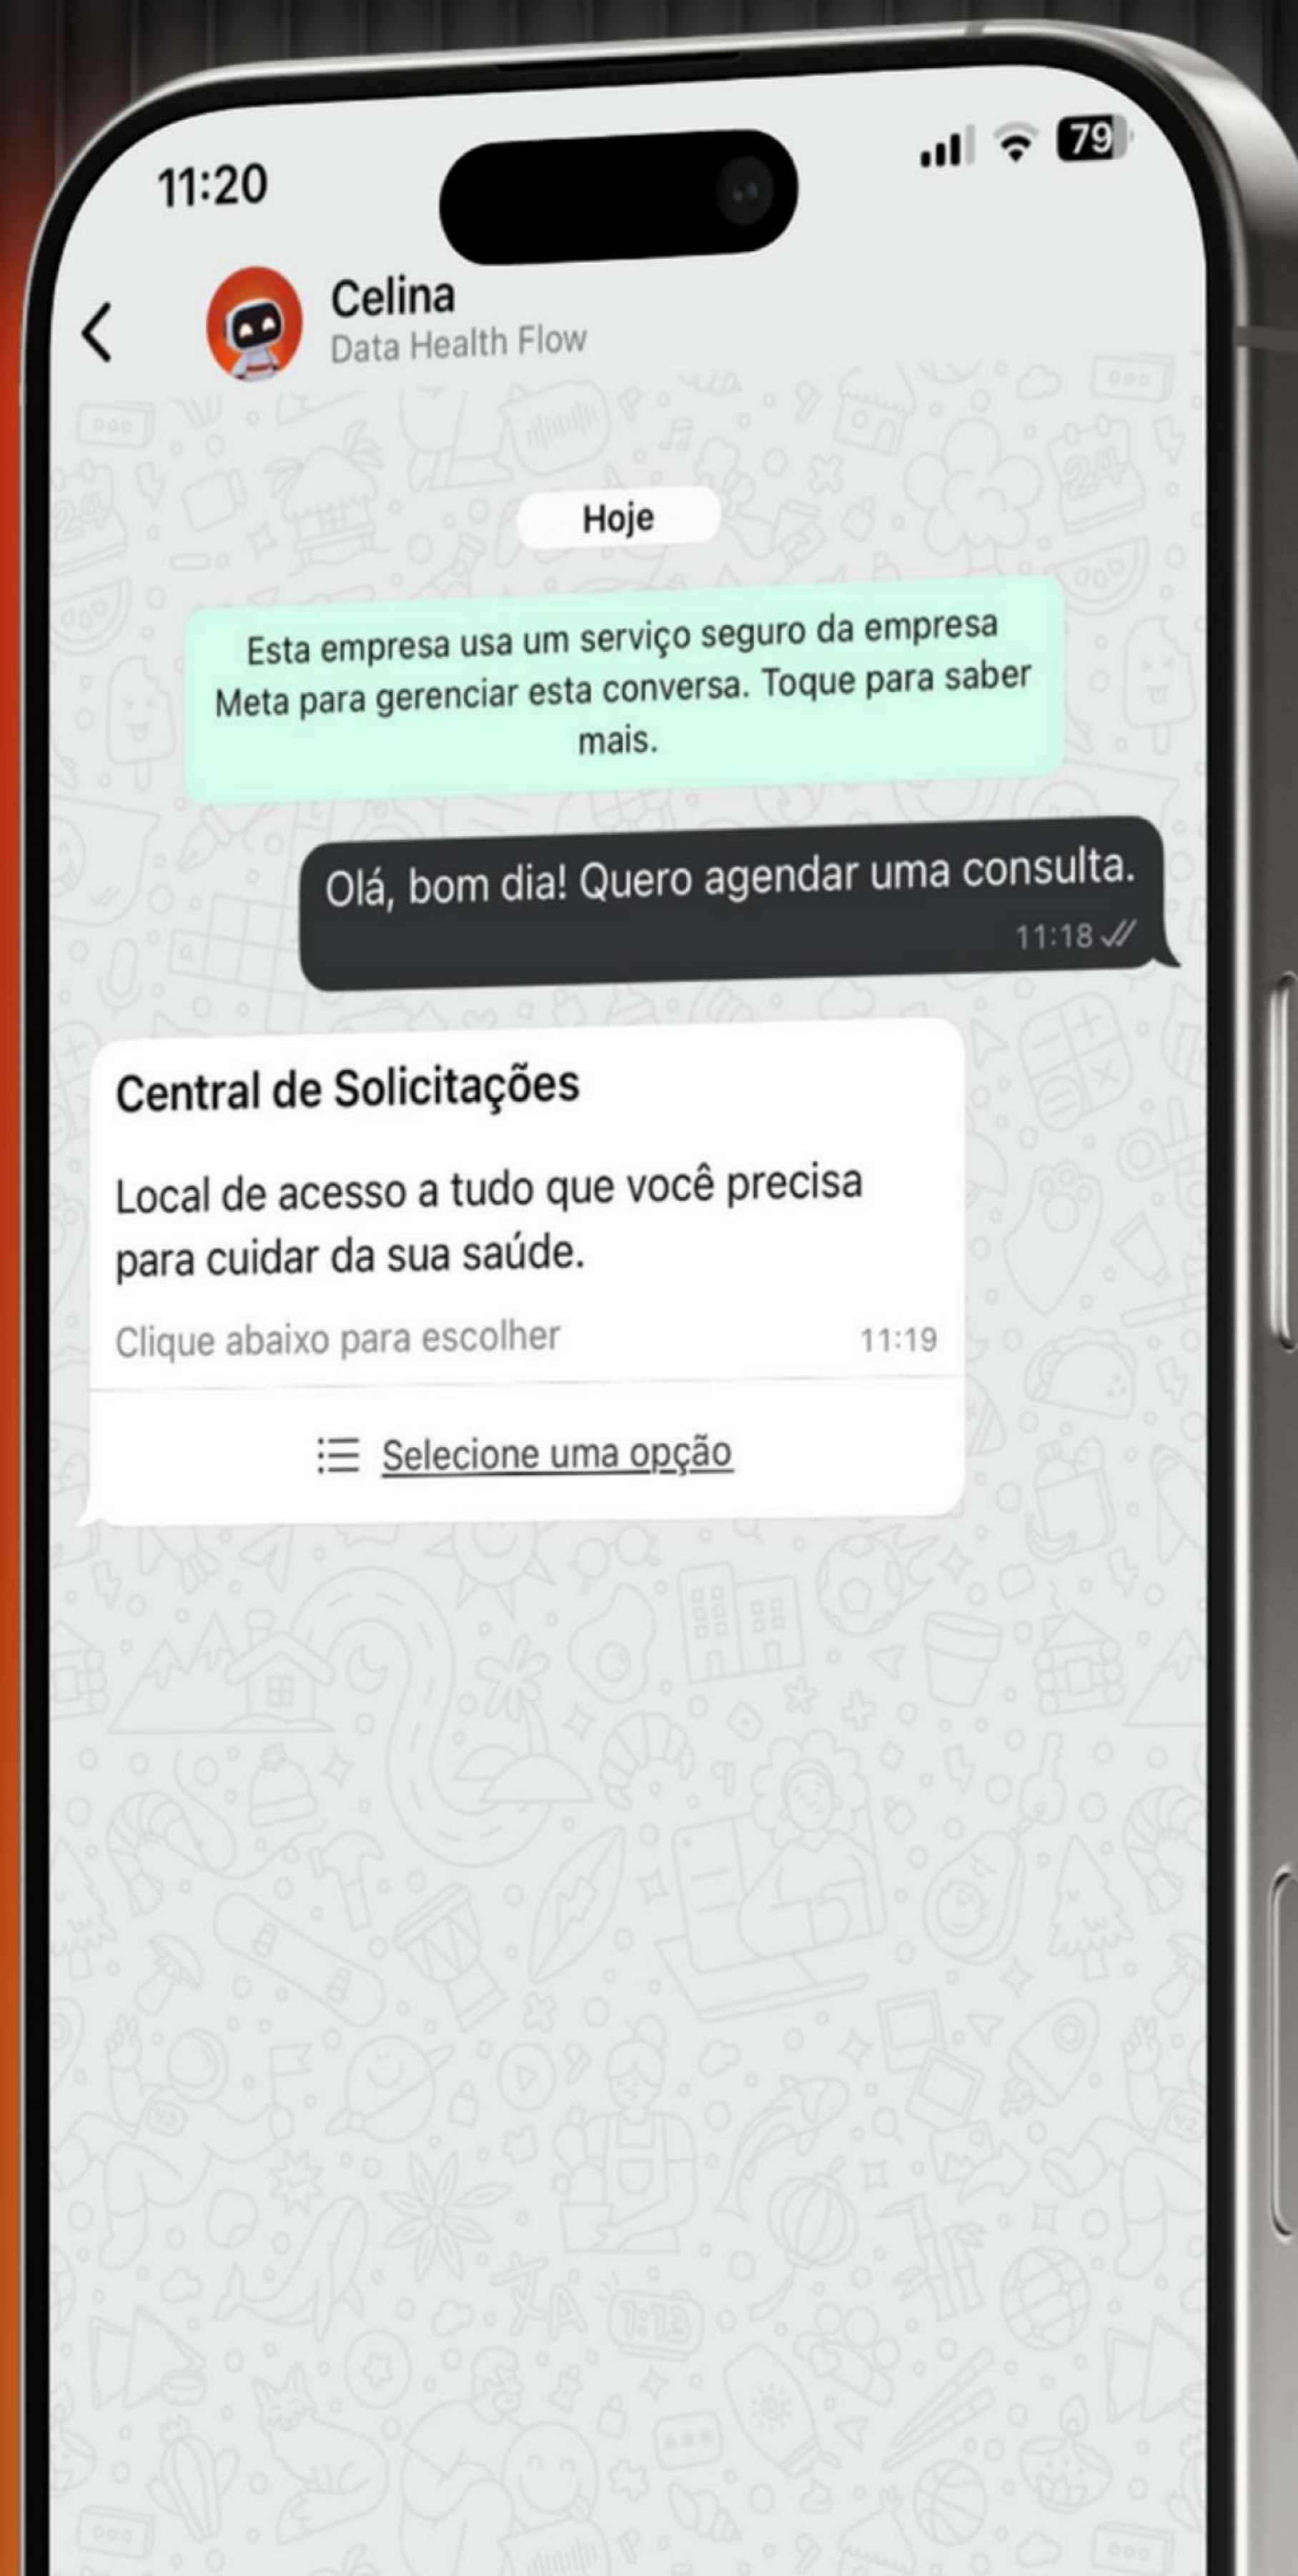 11:20
79
Celina
Data Health Flow
Hoje
Esta empresa usa um serviço seguro da empresa
Meta para gerenciar esta conversa. Toque para saber
mais.
Olá, bom dia! Quero agendar uma consulta.
11:18
Central de Solicitações
Local de acesso a tudo que você precisa
para cuidar da sua saúde.
Clique abaixo para escolher 11:19
Selecione uma opção